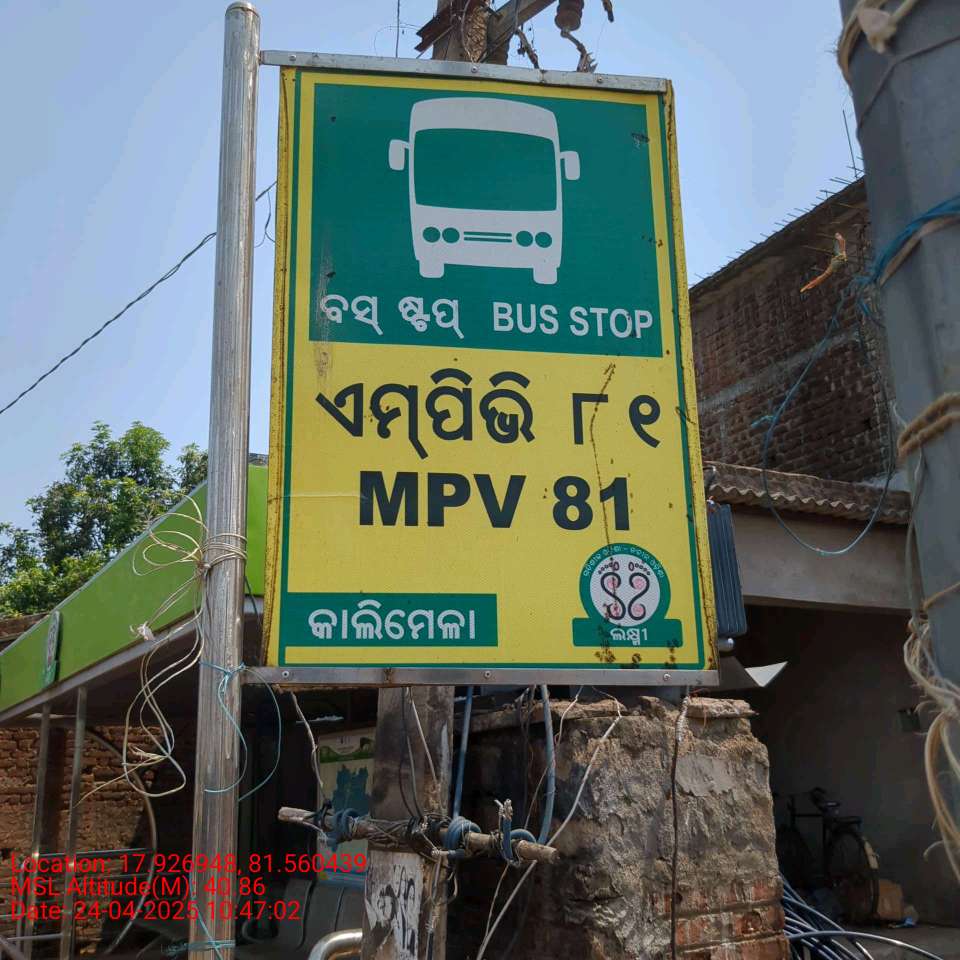 ବସ୍ ଷ୍ଟପ୍ BUS STOP
ଏମ୍‌ପିଭି ୮୧
MPV 81
କାଲିମେଳା
ଲକ୍ଷ୍ମୀ
Location: 17.926948, 81.560439
MSL Altitude(M): 40.86
Date: 24-04-2025 10:47:02